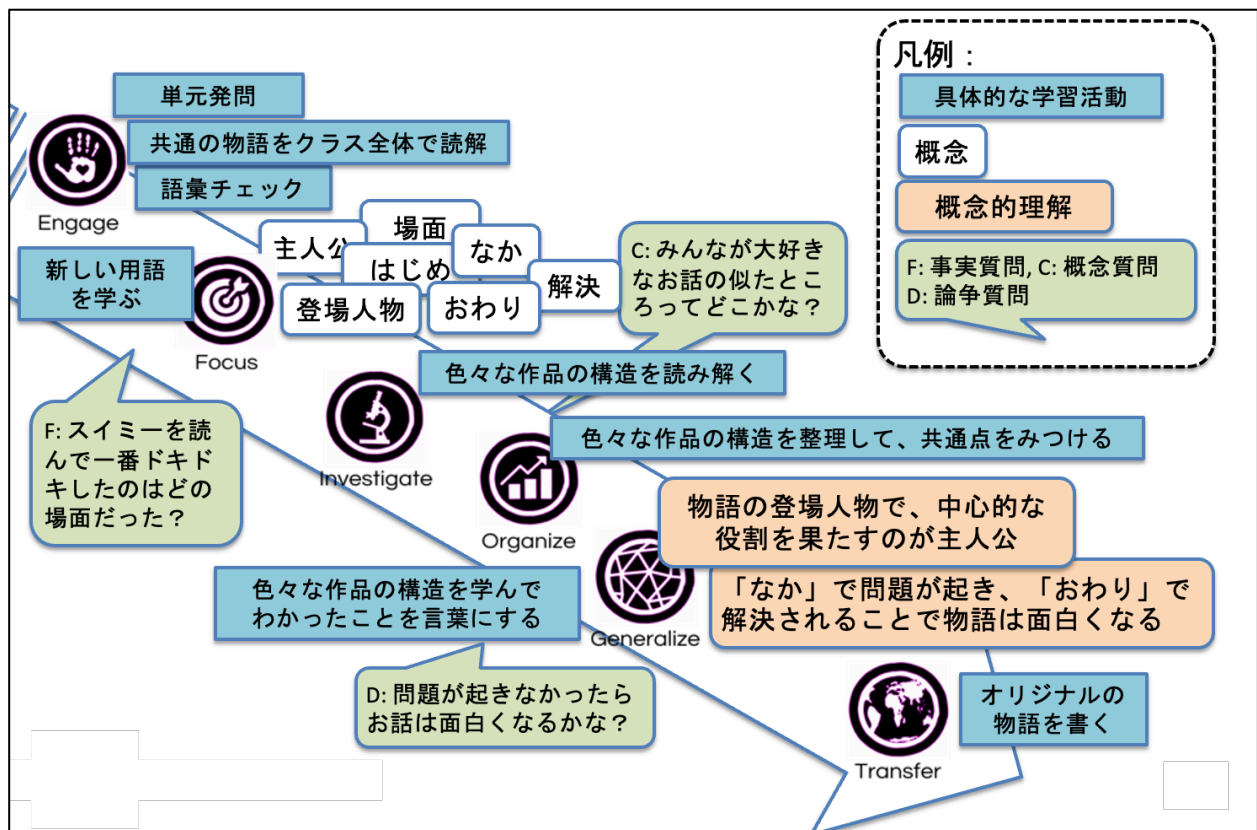 凡例：
具体的な学習活動
概念
概念的理解
F: 事実質問, C: 概念質問
D: 論争質問
単元発問
共通の物語をクラス全体で読解
語彙チェック
Engage
新しい用語
を学ぶ
主人公
場面
はじめ
なか
登場人物
おわり
解決
Focus
C: みんなが大好き
なお話の似たとこ
ろってどこかな？
F: スイミーを読
んで一番ドキド
キしたのはどの
場面だった？
色々な作品の構造を読み解く
Investigate
色々な作品の構造を整理して、共通点をみつける
Organize
物語の登場人物で、中心的な
役割を果たすのが主人公
「なか」で問題が起き、「おわり」で
解決されることで物語は面白くなる
Generalize
色々な作品の構造を学んで
わかったことを言葉にする
D: 問題が起きなかったら
お話は面白くなるかな？
オリジナルの
物語を書く
Transfer